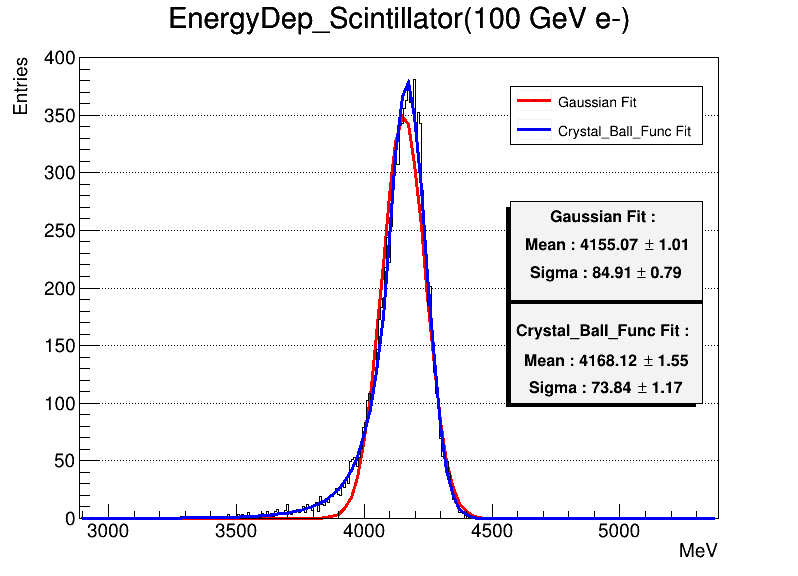 EnergyDep_Scintillator(100 GeV e-)
Entries
400
350
300
250
200
150
100
50
0
Gaussian Fit
Crystal_Ball_Func Fit
Gaussian Fit :
Mean : 4155.07 ± 1.01
Sigma : 84.91 ± 0.79
Crystal_Ball_Func Fit :
Mean : 4168.12 ± 1.55
Sigma : 73.84 ± 1.17
3000 3500 4000 4500 5000
MeV